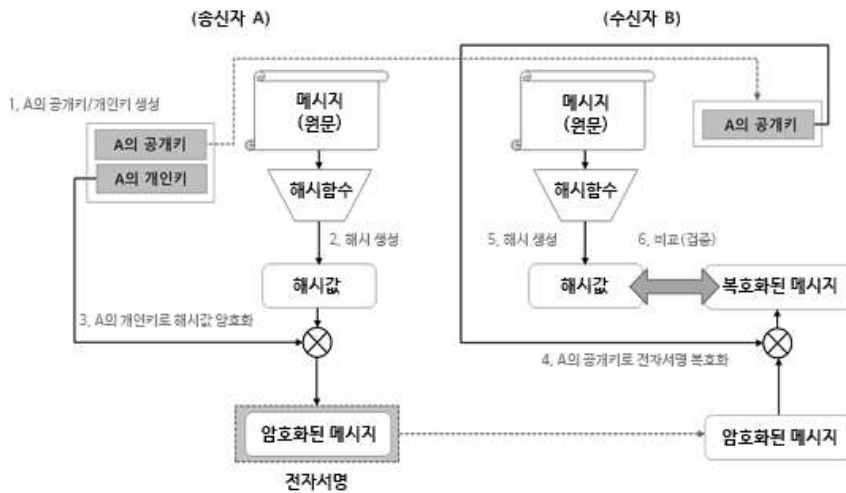 (송신자 A)
(수신자 B)
1. A의 공개키/개인키 생성
A의 공개키
A의 개인키
메시지
(원문)
해시함수
2. 해시 생성
해시값
3. A의 개인키로 해시값 암호화
암호화된 메시지
전자서명
메시지
(원문)
A의 공개키
해시함수
5. 해시 생성
6. 비교(검증)
해시값
복호화된 메시지
4. A의 공개키로 전자서명 복호화
암호화된 메시지